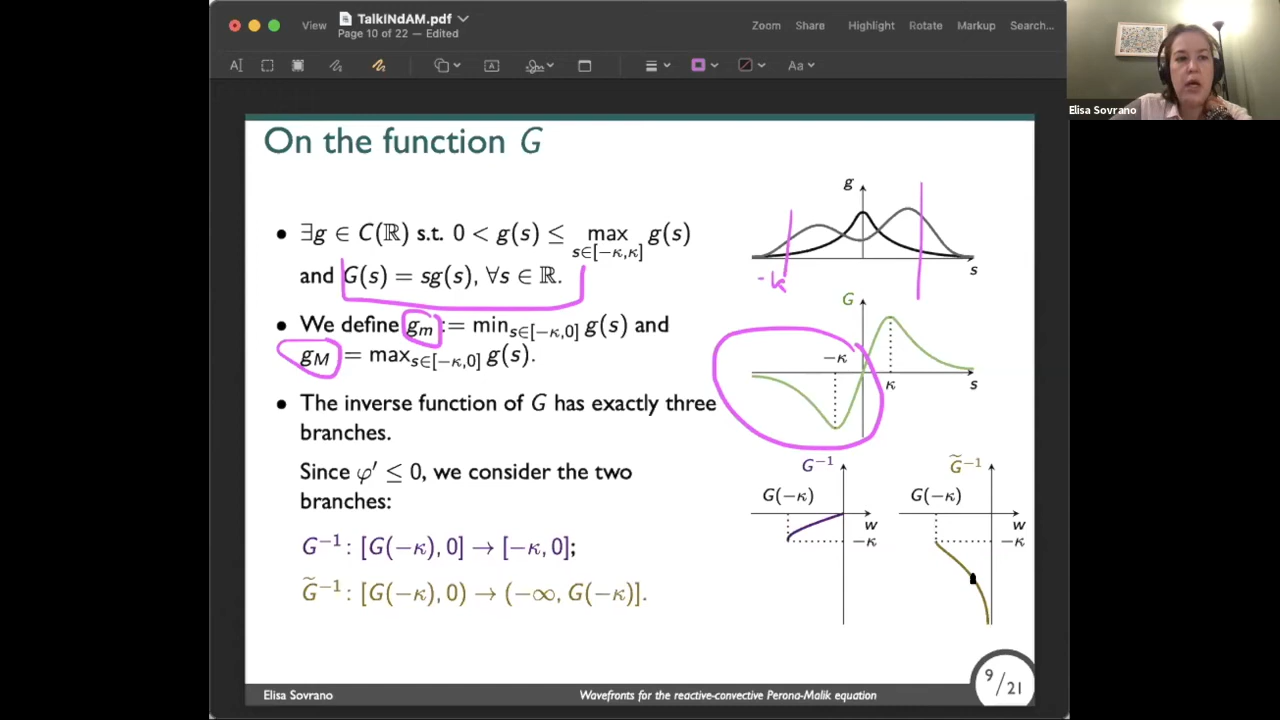 View
TalkINdAM.pdf
Page 10 of 22 — Edited
Zoom Share Highlight Rotate Markup Search...
Aa
Elisa Sovrano
On the function G
• ∃g ∈ C(ℝ) s.t. 0 < g(s) ≤ max g(s)
s∈[−κ,κ]
and G(s) = sg(s), ∀s ∈ ℝ.
• We define gₘ := min_{s∈[−κ,0]} g(s) and
g_M = max_{s∈[−κ,0]} g(s).
• The inverse function of G has exactly three
branches.
Since φ′ ≤ 0, we consider the two
branches:
G⁻¹: [G(−κ), 0] → [−κ, 0];
G̃⁻¹: [G(−κ), 0) → (−∞, G(−κ)].
g
s
-k
G
−κ
κ
s
G⁻¹
G(−κ)
w
−κ
G̃⁻¹
G(−κ)
w
−κ
Elisa Sovrano
Wavefronts for the reactive-convective Perona-Malik equation
9/21